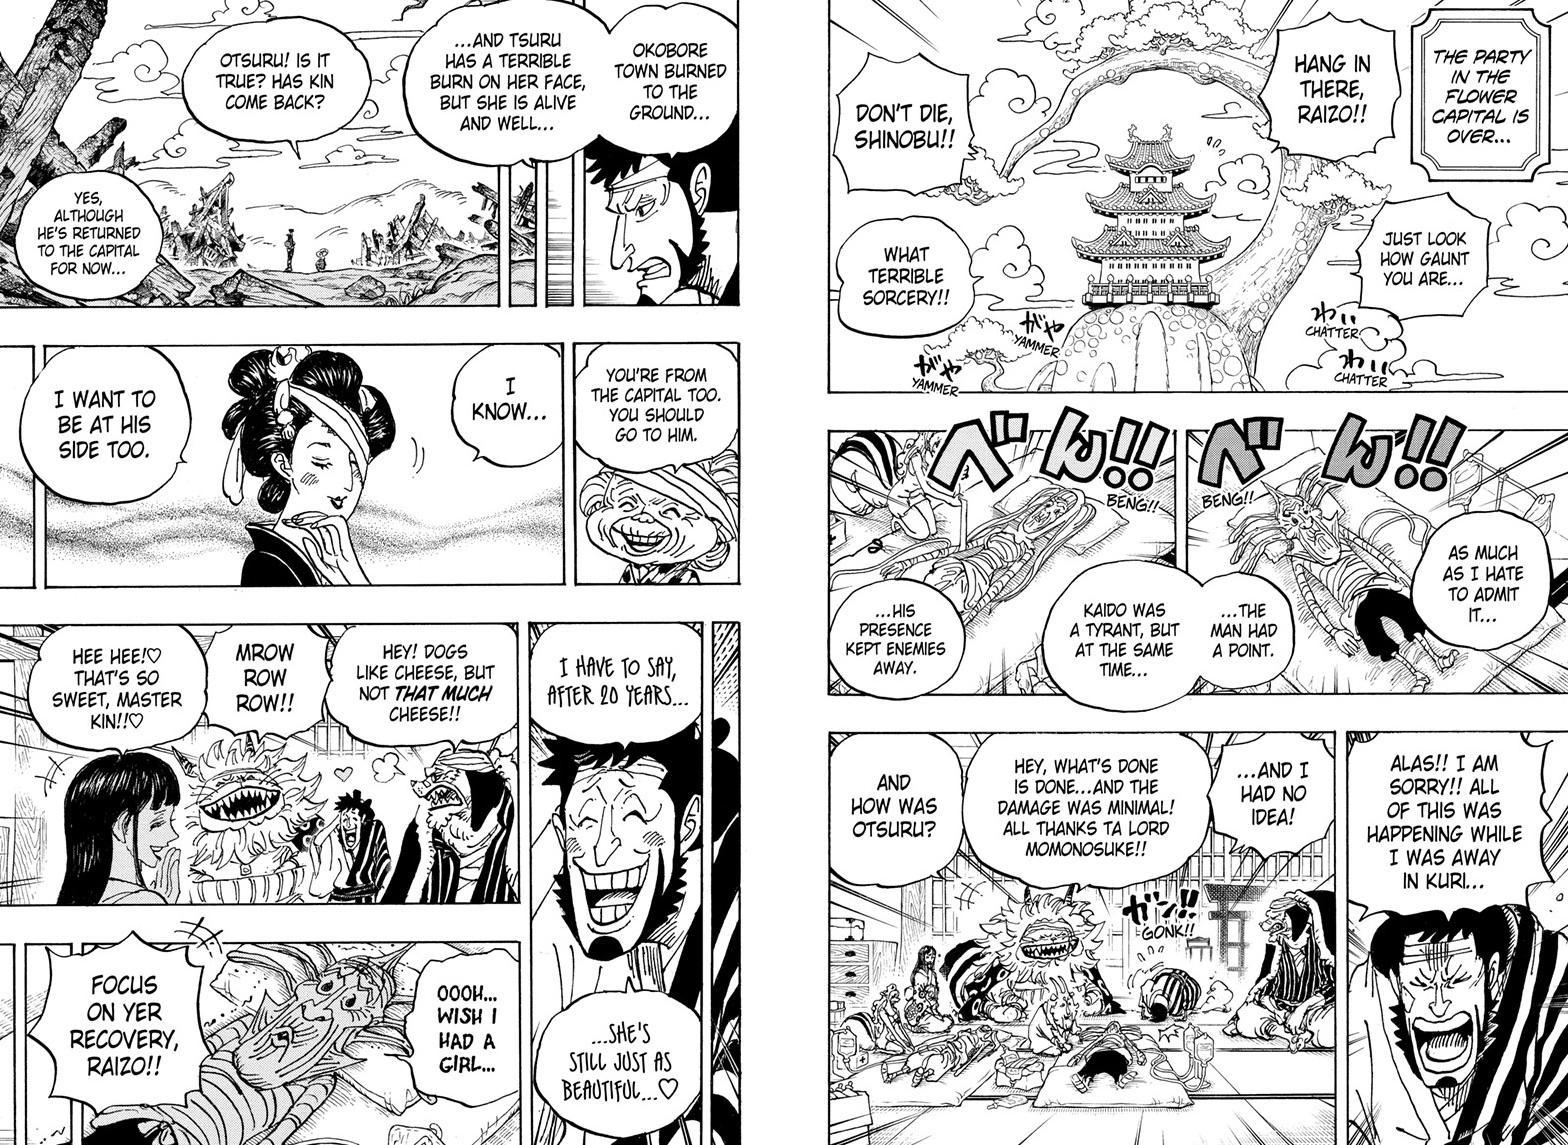 THE PARTY
IN THE
FLOWER
CAPITAL IS
OVER...
HANG IN
THERE,
RAIZO!!
DON'T DIE,
SHINOBU!!
JUST LOOK
HOW GAUNT
YOU ARE...
WHAT
TERRIBLE
SORCERY!!
わい
CHATTER
わい
CHATTER
がや
YAMMER
がや
YAMMER
べん!!
BENG!!
AS MUCH
AS I HATE
TO ADMIT
IT...
...THE
MAN HAD
A POINT.
べん!!
BENG!!
KAIDO WAS
A TYRANT, BUT
AT THE SAME
TIME...
...HIS
PRESENCE
KEPT ENEMIES
AWAY.
ALAS!! I AM
SORRY!! ALL
OF THIS WAS
HAPPENING WHILE
I WAS AWAY
IN KURI...
...AND I
HAD NO
IDEA!
HEY, WHAT'S DONE
IS DONE...AND THE
DAMAGE WAS MINIMAL!
ALL THANKS TA LORD
MOMONOSUKE!!
AND
HOW WAS
OTSURU?
ガン!!
GONK!!
OKOBORE
TOWN BURNED
TO THE
GROUND...
...AND TSURU
HAS A TERRIBLE
BURN ON HER FACE,
BUT SHE IS ALIVE
AND WELL...
OTSURU! IS IT
TRUE? HAS KIN
COME BACK?
YES,
ALTHOUGH
HE'S RETURNED
TO THE CAPITAL
FOR NOW...
YOU'RE FROM
THE CAPITAL TOO.
YOU SHOULD
GO TO HIM.
I
KNOW...
I WANT TO
BE AT HIS
SIDE TOO.
I HAVE TO SAY,
AFTER 20 YEARS...
...SHE'S
STILL JUST AS
BEAUTIFUL...♡
HEY! DOGS
LIKE CHEESE, BUT
NOT THAT MUCH
CHEESE!!
MROW
ROW
ROW!!
HEE HEE!♡
THAT'S SO
SWEET, MASTER
KIN!!♡
OOOH...
WISH I
HAD A
GIRL...
FOCUS
ON YER
RECOVERY,
RAIZO!!